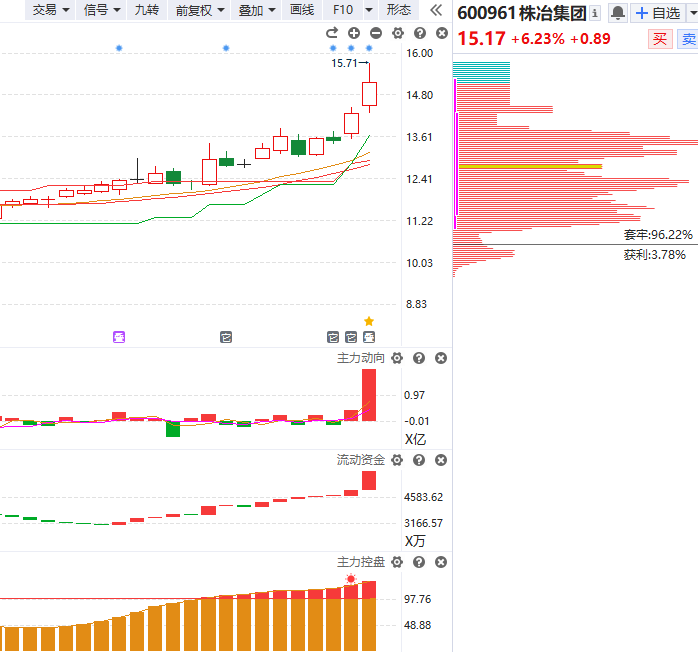 交易 信号 九转 前复权 叠加 画线 F10 形态
600961 株冶集团
自选
15.17 +6.23% +0.89
买 卖
16.00
15.71
14.80
13.61
12.41
11.22
10.03
8.83
套牢:96.22%
获利:3.78%
主力动向
0.97
-0.01
X亿
流动资金
4583.62
3166.57
X万
主力控盘
97.76
48.88